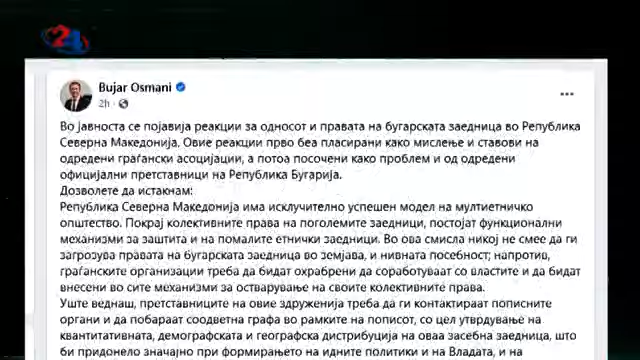 24
Bujar Osmani
2h ·
Во јавноста се појавија реакции за односот и правата на бугарската заедница во Република
Северна Македонија. Овие реакции прво беа пласирани како мислење и ставови на
одредени граѓански асоцијации, а потоа посочени како проблем и од одредени
официјални претставници на Република Бугарија.
Дозволете да истакнам:
Република Северна Македонија има исклучително успешен модел на мултиетничко
општество. Покрај колективните права на поголемите заедници, постојат функционални
механизми за заштита и на помалите етнички заедници. Во ова смисла никој не смее да ги
загрозува правата на бугарската заедница во земјава, и нивната посебност; напротив,
граѓанските организации треба да бидат охрабрени да соработуваат со властите и да бидат
внесени во сите механизми за остварување на своите колективните права.
Уште веднаш, претставниците на овие здруженија треба да ги контактираат пописните
органи и да побараат соодветна графа во рамките на пописот, со цел утврдување на
квантитативната, демографската и географска дистрибуција на оваа засебна заедница, што
би придонело значајно при формирањето на идните политики и на Владата, и на